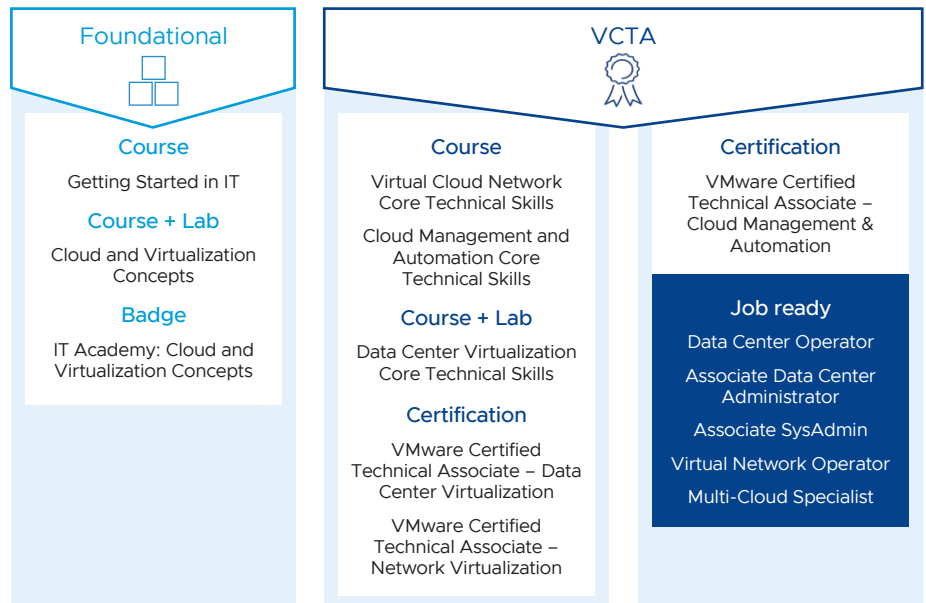 Foundational
Course
Getting Started in IT
Course + Lab
Cloud and Virtualization
Concepts
Badge
IT Academy: Cloud and
Virtualization Concepts
VCTA
Course
Virtual Cloud Network
Core Technical Skills
Cloud Management and
Automation Core
Technical Skills
Course + Lab
Data Center Virtualization
Core Technical Skills
Certification
VMware Certified
Technical Associate – Data
Center Virtualization
VMware Certified
Technical Associate –
Network Virtualization
Certification
VMware Certified
Technical Associate –
Cloud Management &
Automation
Job ready
Data Center Operator
Associate Data Center
Administrator
Associate SysAdmin
Virtual Network Operator
Multi-Cloud Specialist